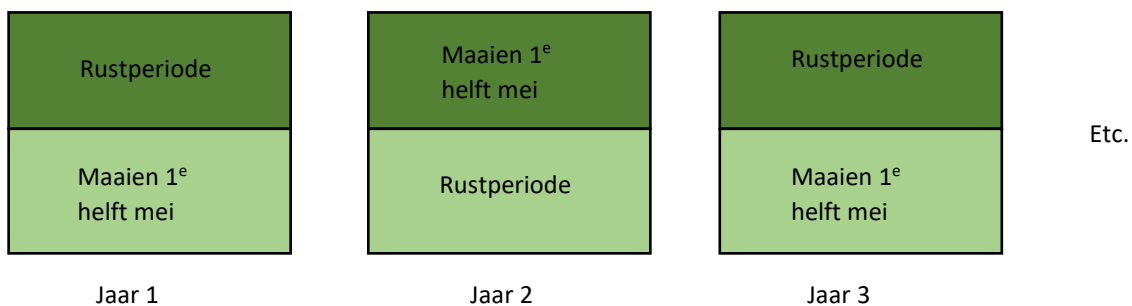 Rustperiode
Maaien 1e
helft mei
Jaar 1
Maaien 1e
helft mei
Rustperiode
Jaar 2
Rustperiode
Maaien 1e
helft mei
Jaar 3
Etc.